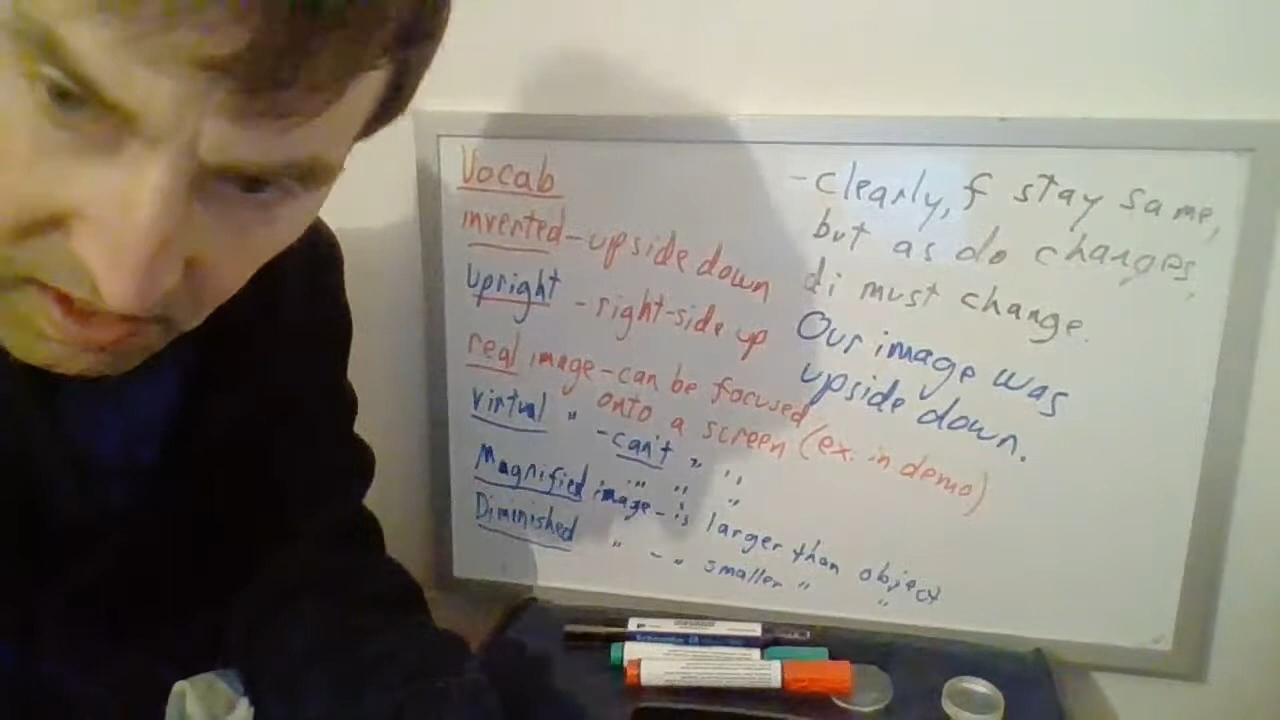 Vocab
inverted - upside down
upright - right-side up
real image - can be focused
onto a screen (ex. in demo)
virtual " - can't " "
" " "
Magnified image - is larger than object
Diminished " - " smaller " "
- clearly, f stay same,
but as do changes,
di must change.
Our image was
upside down.
Schneider